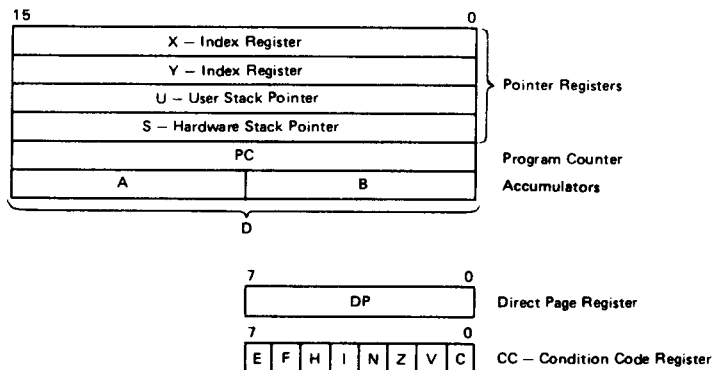 15 0
X – Index Register
Y – Index Register
U – User Stack Pointer
S – Hardware Stack Pointer
Pointer Registers
PC Program Counter
A B Accumulators
D
7 0
DP Direct Page Register
7 0
E F H I N Z V C CC – Condition Code Register